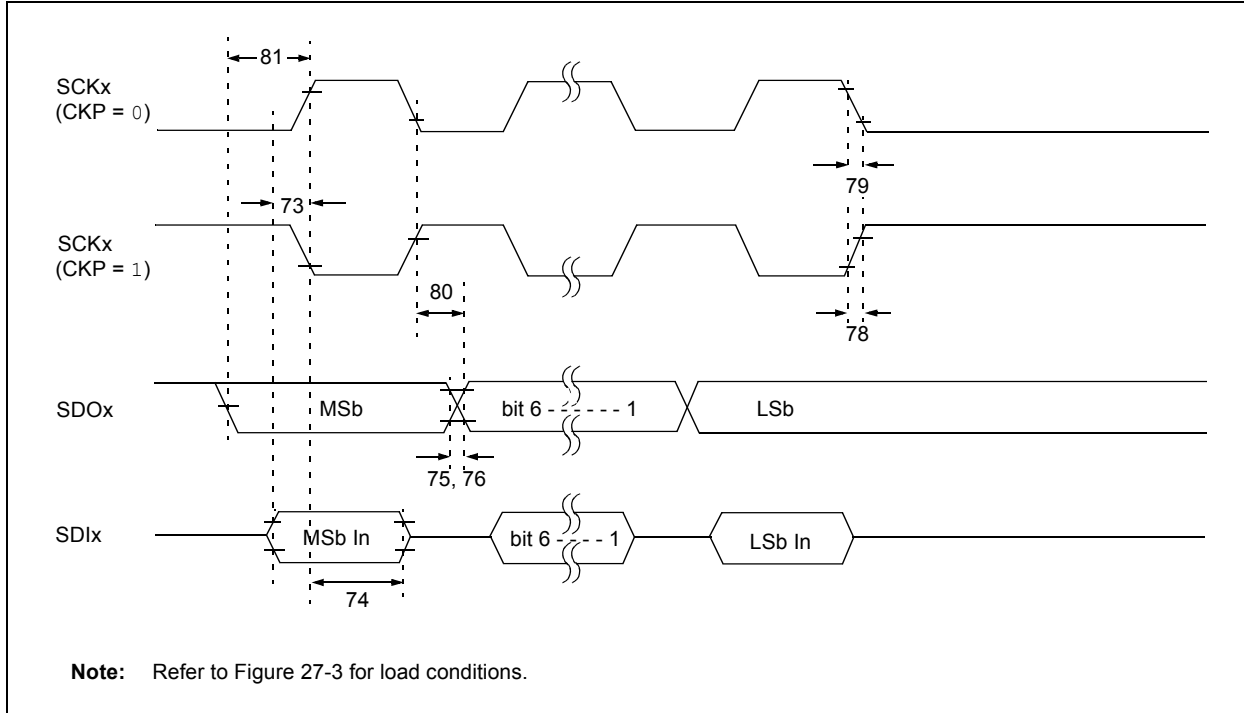 81
SCKx
(CKP = 0)
79
73
SCKx
(CKP = 1)
80
78
SDOx
MSb
bit 6 - - - - - - 1
LSb
75, 76
SDIx
MSb In
bit 6 - - - - 1
LSb In
74
Note: Refer to Figure 27-3 for load conditions.